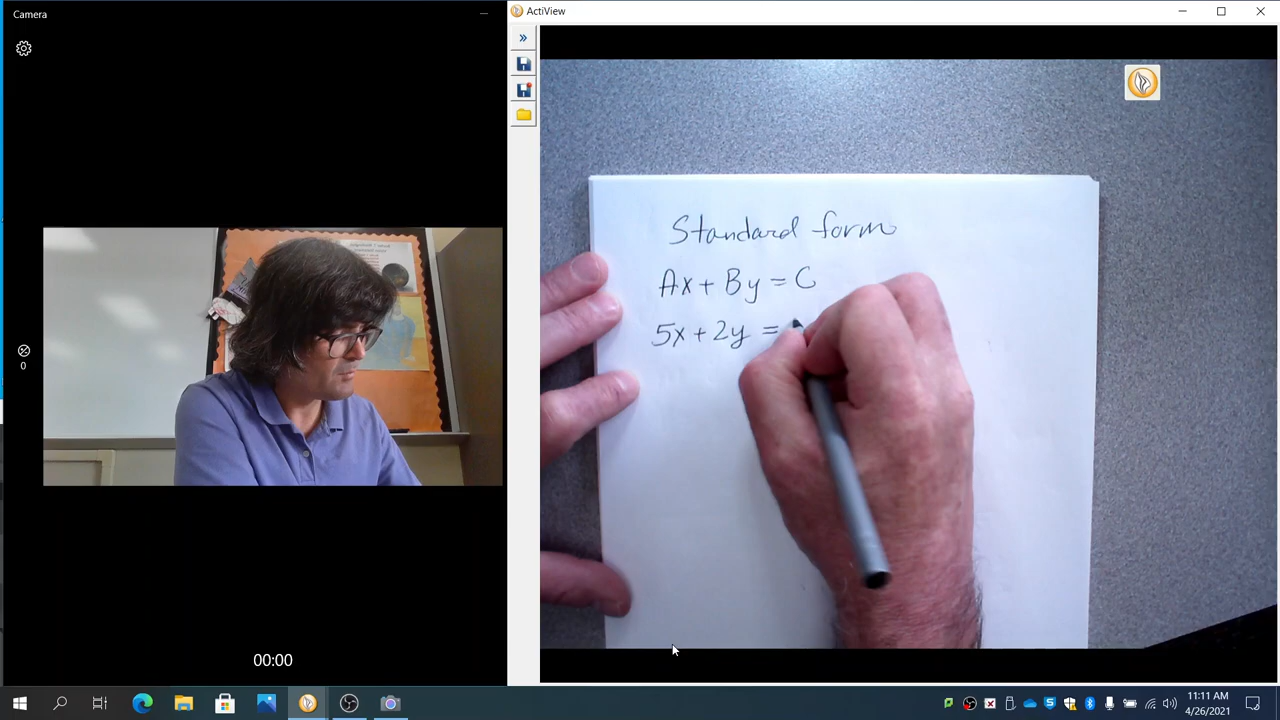 Camera
ActiView
Standard form
Ax + By = C
5x + 2y =
0
00:00
11:11 AM
4/26/2021